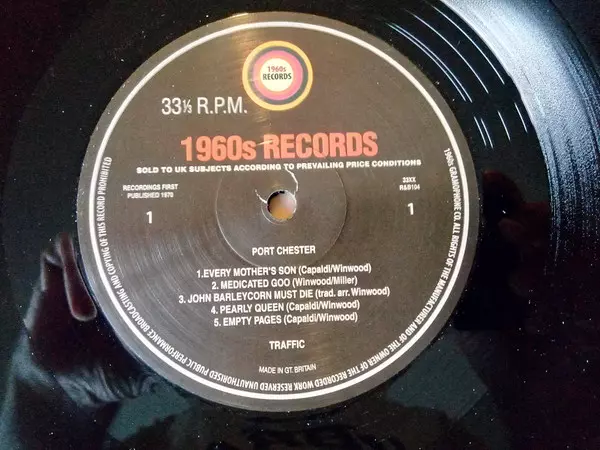 1960s
RECORDS
33⅓ R.P.M.
1960s RECORDS
SOLD TO UK SUBJECTS ACCORDING TO PREVAILING PRICE CONDITIONS
RECORDINGS FIRST
PUBLISHED 1970
33XX
R&B104
1
1
PORT CHESTER
1.EVERY MOTHER'S SON (Capaldi/Winwood)
2. MEDICATED GOO (Winwood/Miller)
3. JOHN BARLEYCORN MUST DIE (trad. arr. Winwood)
4. PEARLY QUEEN (Capaldi/Winwood)
5. EMPTY PAGES (Capaldi/Winwood)
TRAFFIC
MADE IN GT. BRITAIN
1960s GRAMOPHONE CO. ALL RIGHTS OF THE MANUFACTURER AND OF THE OWNER OF THE RECORDED WORK RESERVED UNAUTHORISED PUBLIC PERFORMANCE BROADCASTING AND COPYING OF THIS RECORD PROHIBITED